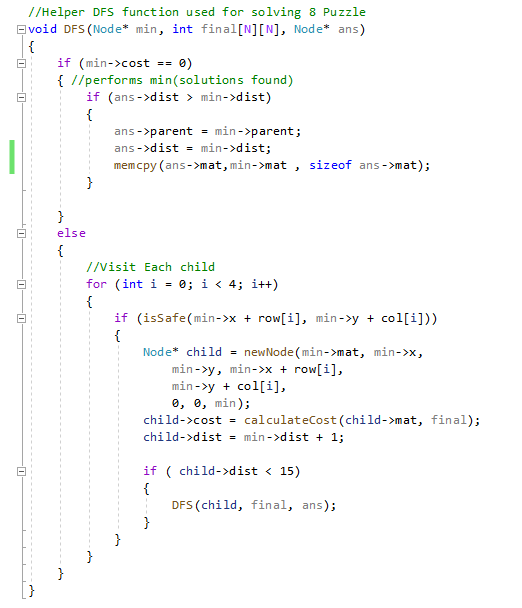 //Helper DFS function used for solving 8 Puzzle
void DFS(Node* min, int final[N][N], Node* ans)
{
    if (min->cost == 0)
    { //performs min(solutions found)
        if (ans->dist > min->dist)
        {
            ans->parent = min->parent;
            ans->dist = min->dist;
            memcpy(ans->mat,min->mat , sizeof ans->mat);
        }

    }
    else
    {
        //Visit Each child
        for (int i = 0; i < 4; i++)
        {
            if (isSafe(min->x + row[i], min->y + col[i]))
            {
                Node* child = newNode(min->mat, min->x,
                    min->y, min->x + row[i],
                    min->y + col[i],
                    0, 0, min);
                child->cost = calculateCost(child->mat, final);
                child->dist = min->dist + 1;

                if ( child->dist < 15)
                {
                    DFS(child, final, ans);
                }
            }
        }
    }
}